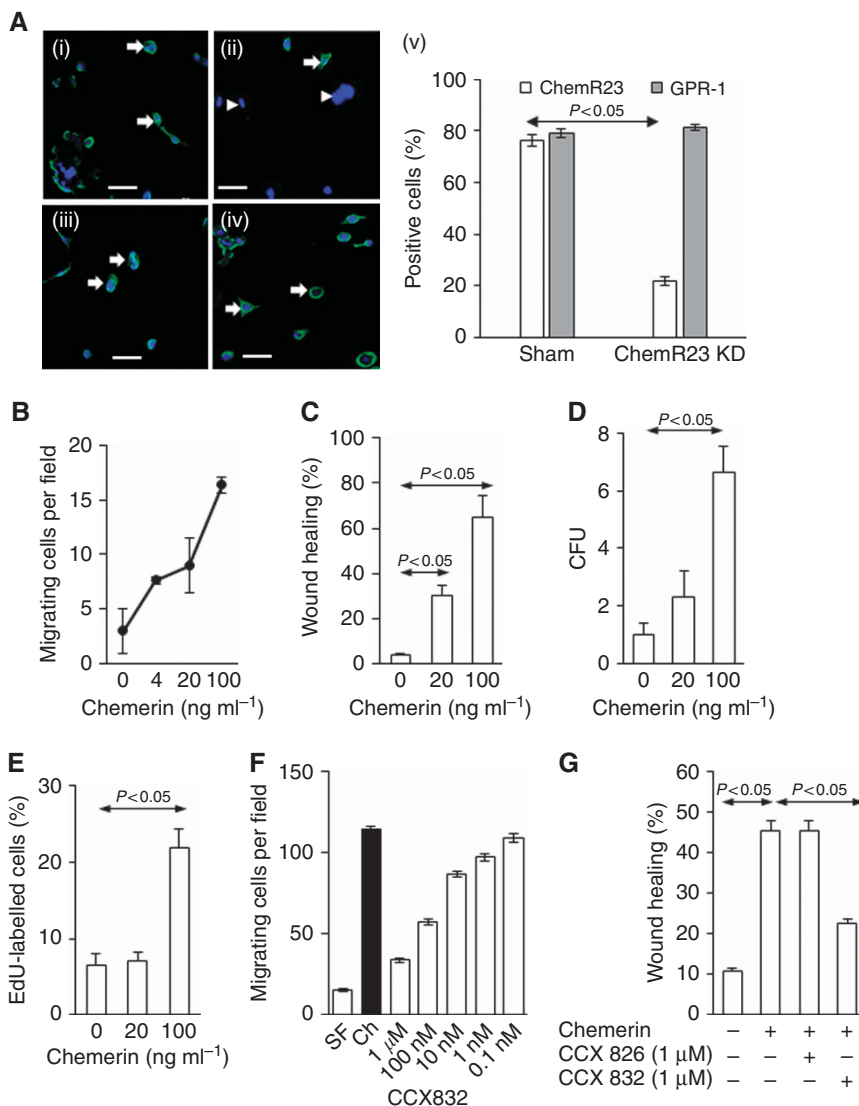 A
(i)
(ii)
(iii)
(iv)
(v)
ChemR23 GPR-1
P<0.05
Positive cells (%)
100
80
60
40
20
0
Sham ChemR23 KD
B
Migrating cells per field
20
15
10
5
0
0 4 20 100
Chemerin (ng ml−1)
C
Wound healing (%)
100
80
60
40
20
0
P<0.05
P<0.05
0 20 100
Chemerin (ng ml−1)
D
CFU
8
6
4
2
0
P<0.05
0 20 100
Chemerin (ng ml−1)
E
EdU-labelled cells (%)
30
20
10
0
P<0.05
0 20 100
Chemerin (ng ml−1)
F
Migrating cells per field
150
100
50
0
SF Ch 1 μM 100 nM 10 nM 1 nM 0.1 nM
CCX832
G
Wound healing (%)
60
50
40
30
20
10
0
P<0.05 P<0.05
Chemerin − + + +
CCX 826 (1 μM) − − + −
CCX 832 (1 μM) − − − +